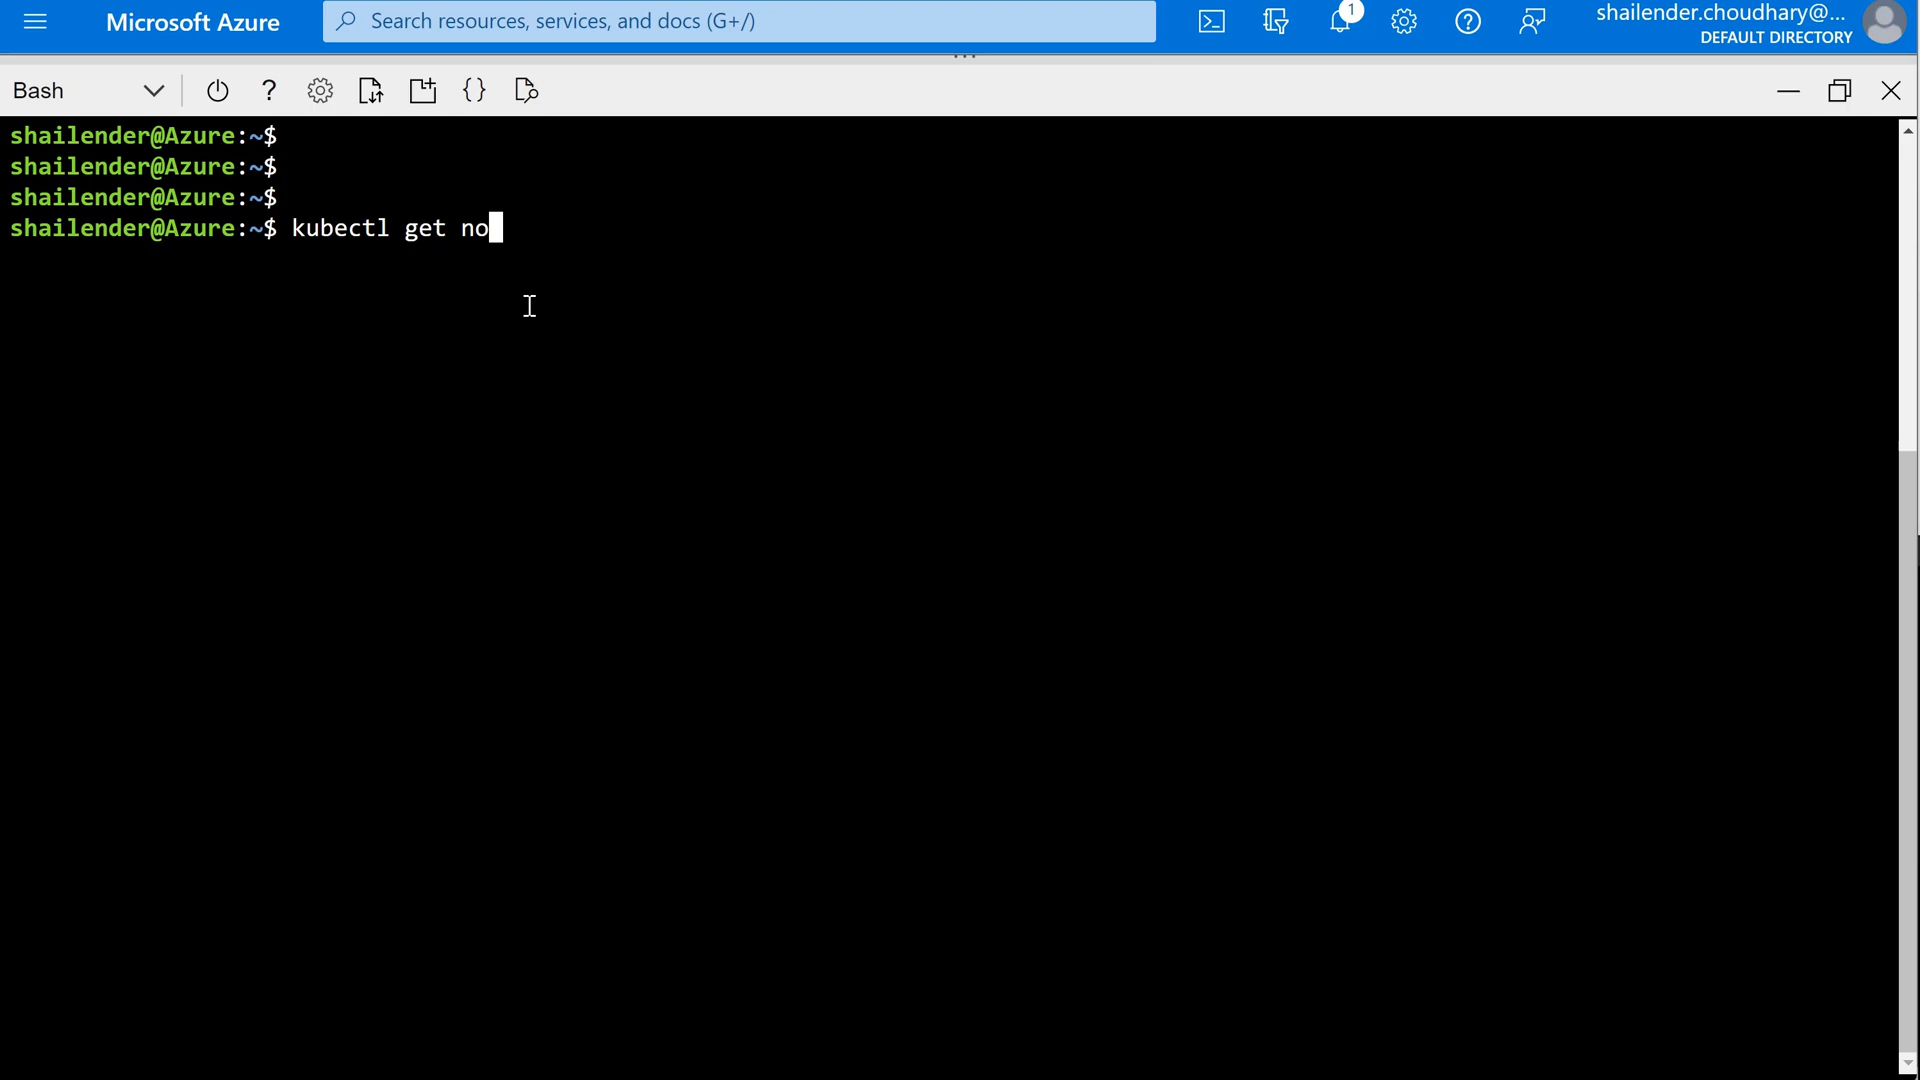 Microsoft Azure
Search resources, services, and docs (G+/)
1
shailender.choudhary@...
DEFAULT DIRECTORY
Bash
shailender@Azure:~$
shailender@Azure:~$
shailender@Azure:~$
shailender@Azure:~$ kubectl get no